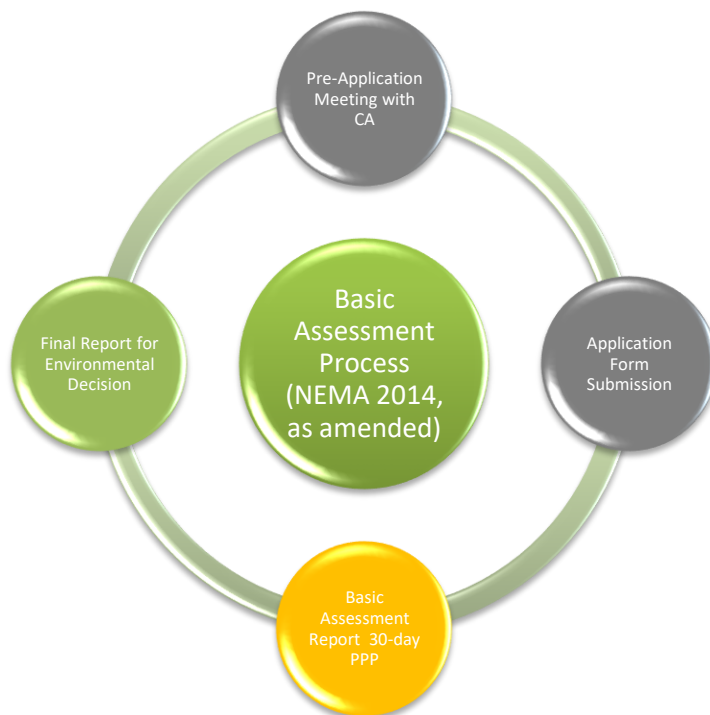 Pre-Application
Meeting with
CA
Basic
Assessment
Process
(NEMA 2014,
as amended)
Application
Form
Submission
Basic
Assessment
Report 30-day
PPP
Final Report for
Environmental
Decision